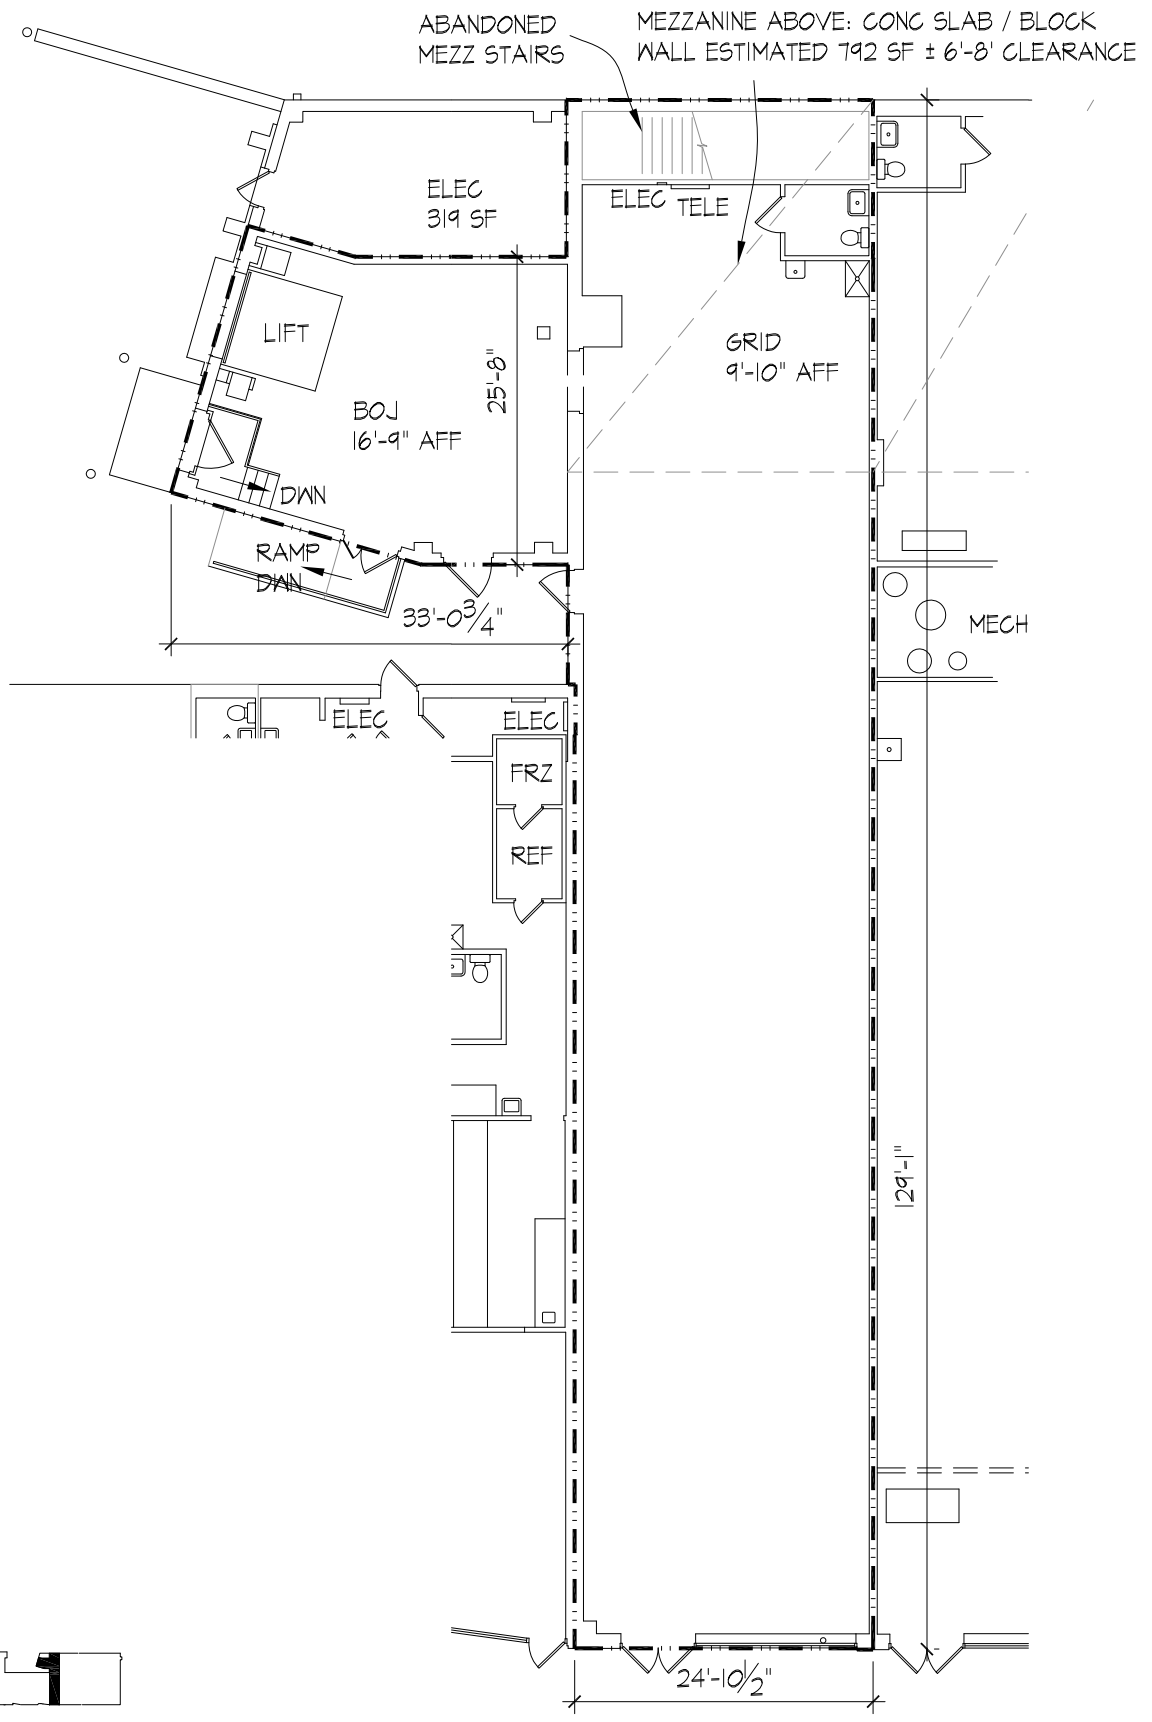 ABANDONED
MEZZ STAIRS
MEZZANINE ABOVE: CONC SLAB / BLOCK
WALL ESTIMATED 792 SF ± 6'-8' CLEARANCE
ELEC
319 SF
ELEC TELE
LIFT
GRID
9'-10" AFF
25'-8"
BOJ
16'-9" AFF
DWN
RAMP
DWN
33'-0 3/4"
MECH
ELEC
ELEC
FRZ
REF
129'-1"
24'-10 1/2"